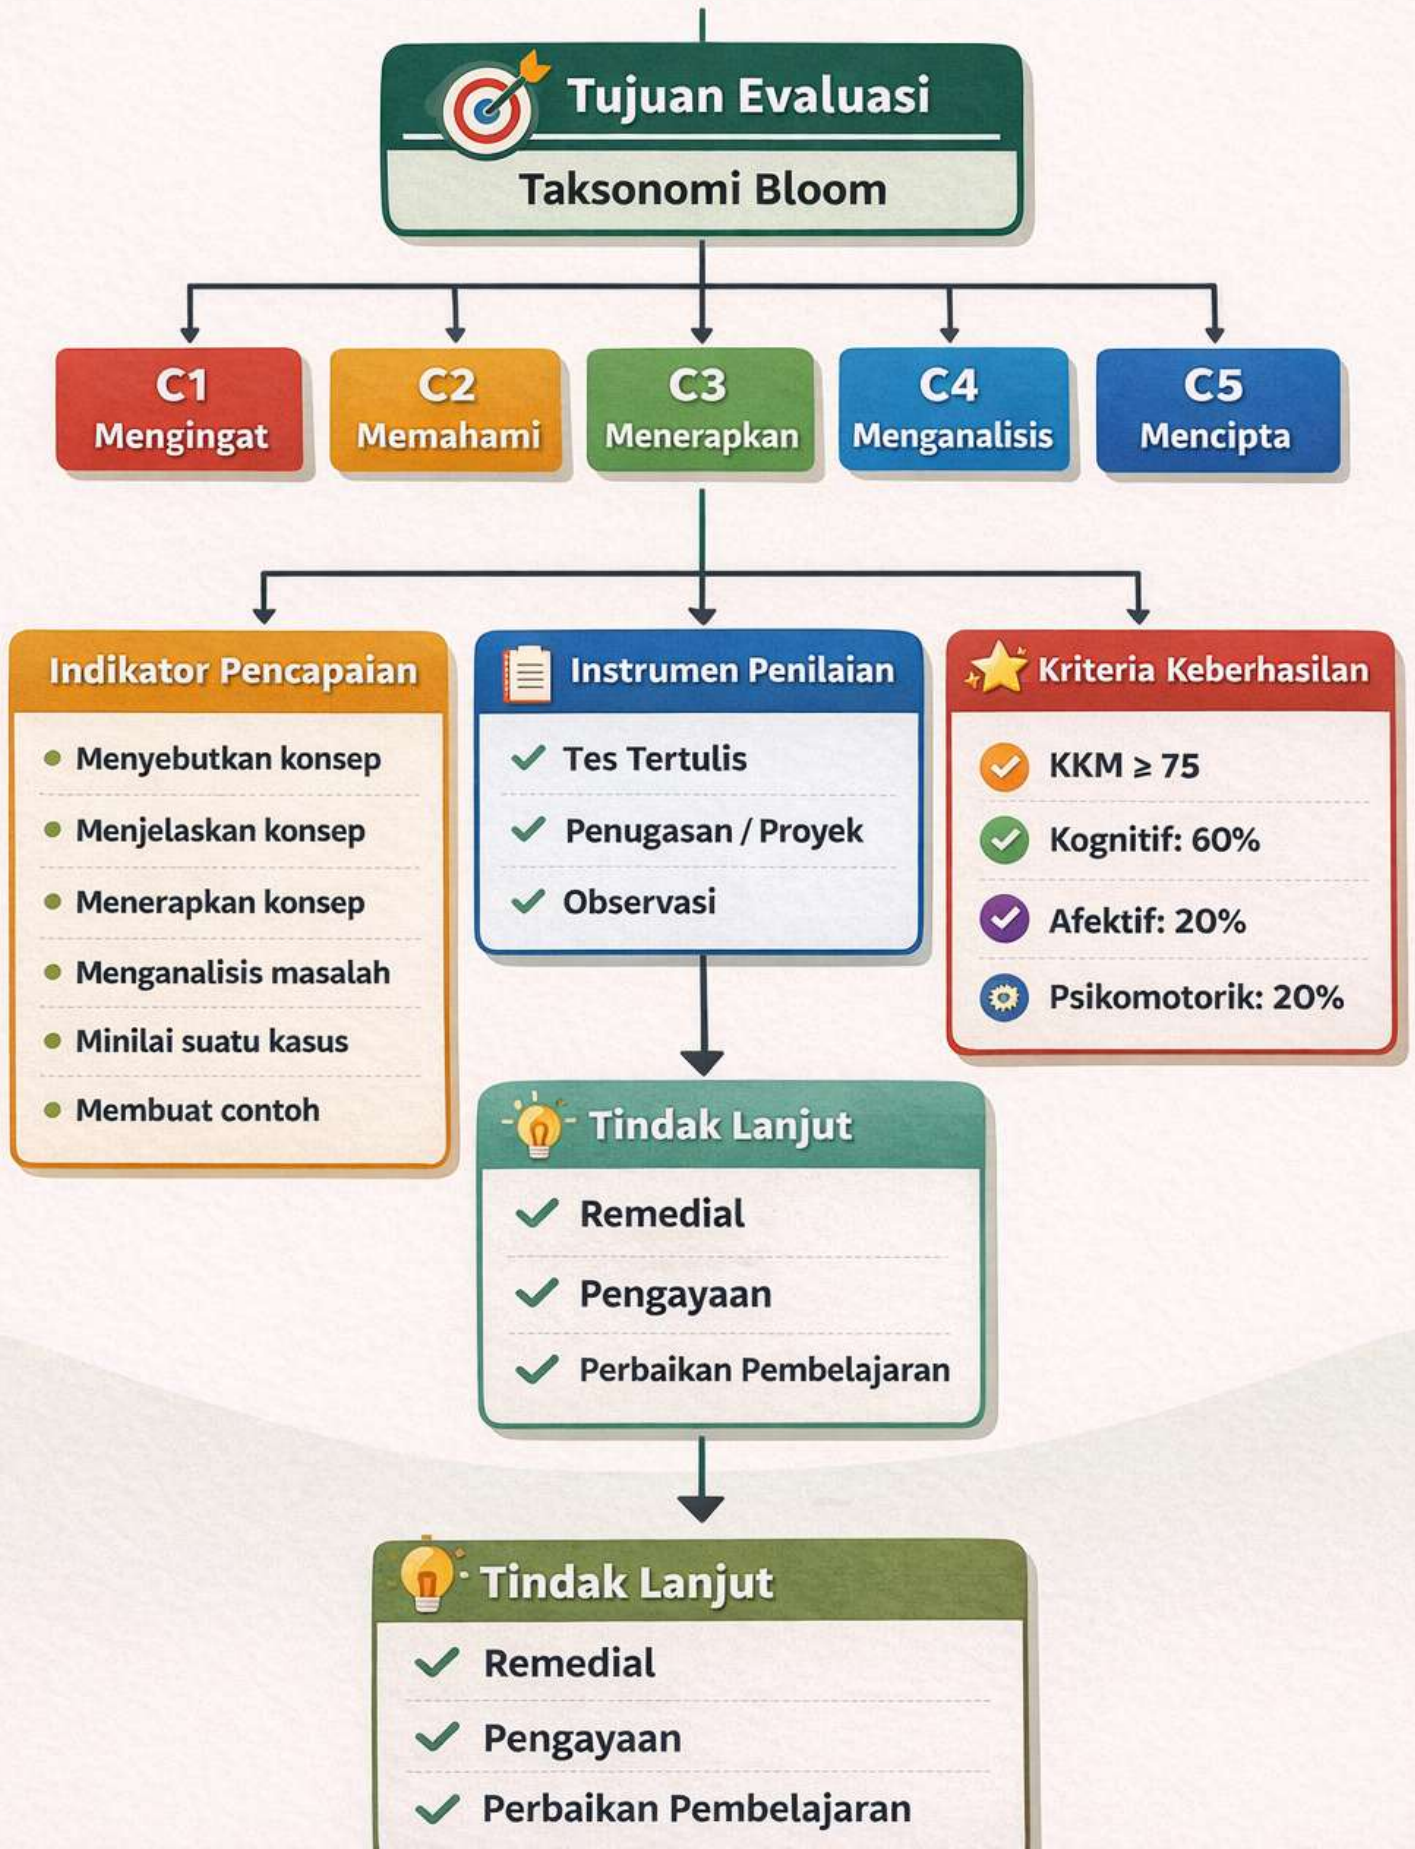 Tujuan Evaluasi
Taksonomi Bloom
C1
Mengingat
C2
Memahami
C3
Menerapkan
C4
Menganalisis
C5
Mencipta
Indikator Pencapaian
Menyebutkan konsep
Menjelaskan konsep
Menerapkan konsep
Menganalisis masalah
Minilai suatu kasus
Membuat contoh
Instrumen Penilaian
Tes Tertulis
Penugasan / Proyek
Observasi
Kriteria Keberhasilan
KKM ≥ 75
Kognitif: 60%
Afektif: 20%
Psikomotorik: 20%
Tindak Lanjut
Remedial
Pengayaan
Perbaikan Pembelajaran
Tindak Lanjut
Remedial
Pengayaan
Perbaikan Pembelajaran